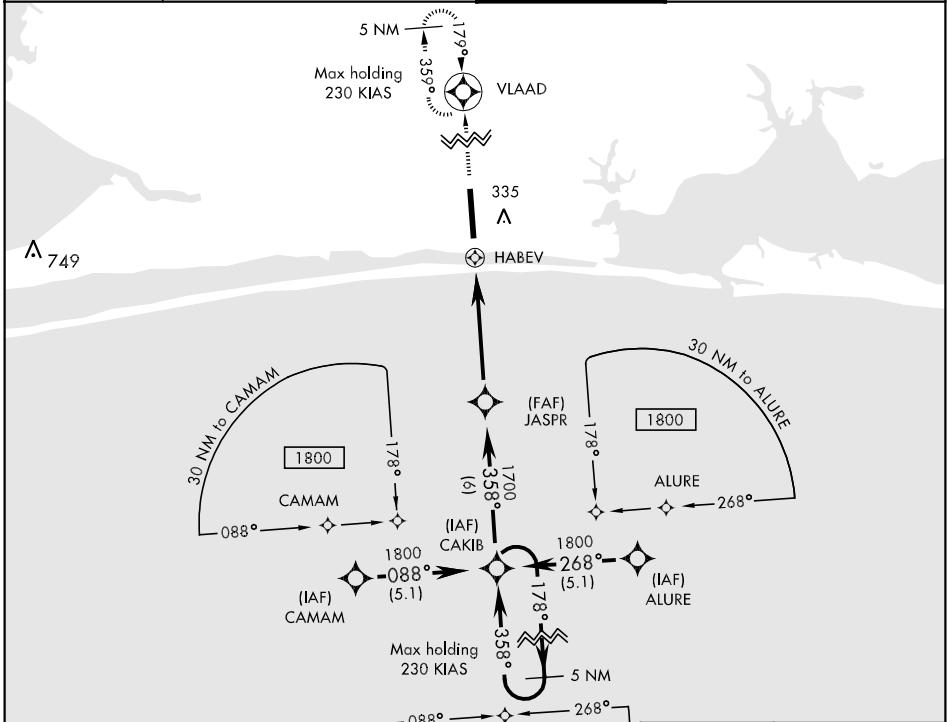 5 NM
179°
359°
Max holding
230 KIAS
VLAAD
335
749
HABEV
30 NM to CAMAM
30 NM to ALURE
(FAF)
JASPR
1800
1800
178°
178°
1700
358°
(6)
CAMAM
ALURE
088°
268°
(IAF)
CAKIB
1800
088°
(5.1)
1800
268°
(5.1)
(IAF)
CAMAM
(IAF)
ALURE
178°
358°
Max holding
230 KIAS
5 NM
088°
268°